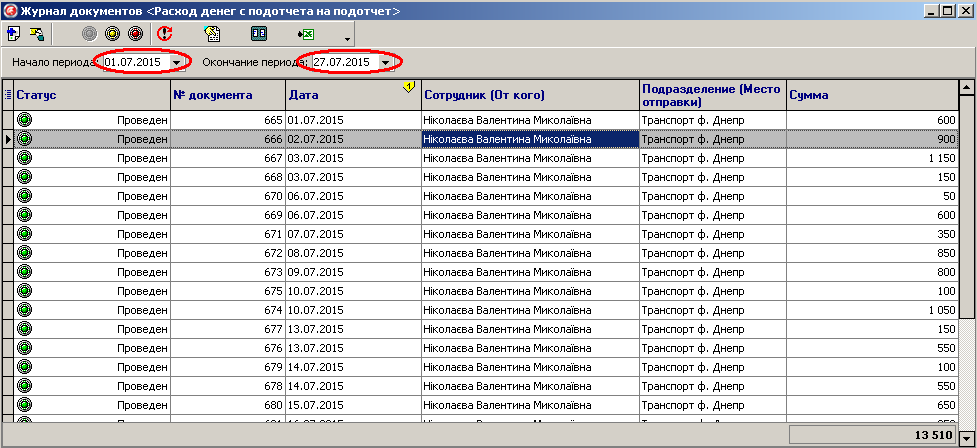 Журнал документов <Расход денег с подотчета на подотчет>
Начало периода: 01.07.2015 Окончание периода: 27.07.2015
Статус № документа Дата 1 Сотрудник (От кого) Подразделение (Место отправки) Сумма
Проведен 665 01.07.2015 Ніколаєва Валентина Миколаївна Транспорт ф. Днепр 600
Проведен 666 02.07.2015 Ніколаєва Валентина Миколаївна Транспорт ф. Днепр 900
Проведен 667 03.07.2015 Ніколаєва Валентина Миколаївна Транспорт ф. Днепр 1 150
Проведен 668 03.07.2015 Ніколаєва Валентина Миколаївна Транспорт ф. Днепр 150
Проведен 670 06.07.2015 Ніколаєва Валентина Миколаївна Транспорт ф. Днепр 50
Проведен 669 06.07.2015 Ніколаєва Валентина Миколаївна Транспорт ф. Днепр 600
Проведен 671 07.07.2015 Ніколаєва Валентина Миколаївна Транспорт ф. Днепр 350
Проведен 672 08.07.2015 Ніколаєва Валентина Миколаївна Транспорт ф. Днепр 850
Проведен 673 09.07.2015 Ніколаєва Валентина Миколаївна Транспорт ф. Днепр 800
Проведен 675 10.07.2015 Ніколаєва Валентина Миколаївна Транспорт ф. Днепр 100
Проведен 674 10.07.2015 Ніколаєва Валентина Миколаївна Транспорт ф. Днепр 1 050
Проведен 677 13.07.2015 Ніколаєва Валентина Миколаївна Транспорт ф. Днепр 150
Проведен 676 13.07.2015 Ніколаєва Валентина Миколаївна Транспорт ф. Днепр 550
Проведен 679 14.07.2015 Ніколаєва Валентина Миколаївна Транспорт ф. Днепр 100
Проведен 678 14.07.2015 Ніколаєва Валентина Миколаївна Транспорт ф. Днепр 550
Проведен 680 15.07.2015 Ніколаєва Валентина Миколаївна Транспорт ф. Днепр 650
13 510